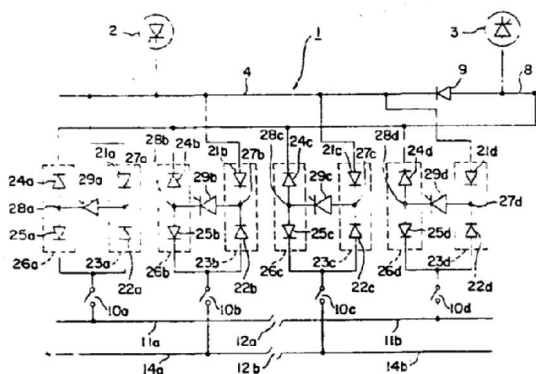 2 1 3
4 9 8
28b 24b 21b 27b 28c 24c 21c 27c 28d 24d 21d
21a 27a
24a 29a 29b 29c 29d
28a 27d
25a 25b 25c 25d
26a 23a 22a 26b 23b 22b 26c 23c 22c 26d 23d 22d
10a 10b 10c 10d
11a 12a 11b
14a 12b 14b